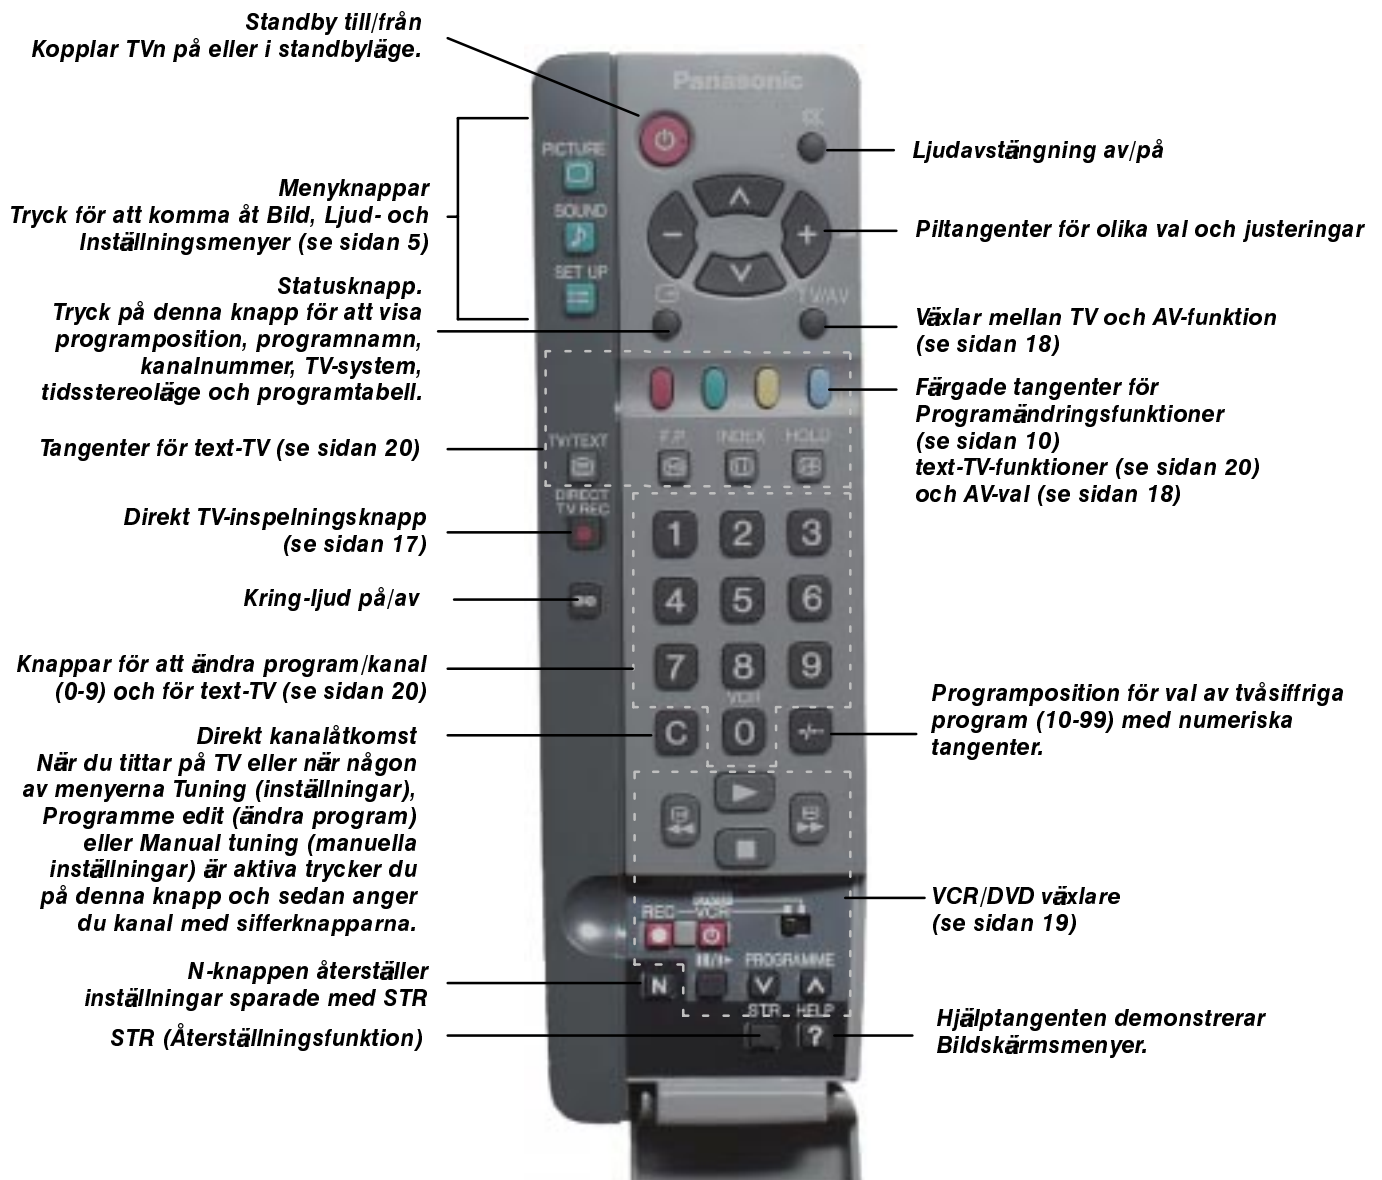 Standby till/från
Kopplar TVn på eller i standbyläge.
Menyknappar
Tryck för att komma åt Bild, Ljud- och
Inställningsmenyer (se sidan 5)
Statusknapp.
Tryck på denna knapp för att visa
programposition, programnamn,
kanalnummer, TV-system,
tidsstereoläge och programtabell.
Tangenter för text-TV (se sidan 20)
Direkt TV-inspelningsknapp
(se sidan 17)
Kring-ljud på/av
Knappar för att ändra program/kanal
(0-9) och för text-TV (se sidan 20)
Direkt kanalåtkomst
När du tittar på TV eller när någon
av menyerna Tuning (inställningar),
Programme edit (ändra program)
eller Manual tuning (manuella
inställningar) är aktiva trycker du
på denna knapp och sedan anger
du kanal med sifferknapparna.
N-knappen återställer
inställningar sparade med STR
STR (Återställningsfunktion)
Panasonic
PICTURE
SOUND
SET UP
TV/AV
TV/TEXT
F.P.
INDEX
HOLD
DIRECT
TV REC
1 2 3
4 5 6
7 8 9
VCR
C 0 -/--
REC
VCR
PROGRAMME
N
STR
HELP
?
Ljudavstängning av/på
Piltangenter för olika val och justeringar
Växlar mellan TV och AV-funktion
(se sidan 18)
Färgade tangenter för
Programändringsfunktioner
(se sidan 10)
text-TV-funktioner (se sidan 20)
och AV-val (se sidan 18)
Programposition för val av tvåsiffriga
program (10-99) med numeriska
tangenter.
VCR/DVD växlare
(se sidan 19)
Hjälptangenten demonstrerar
Bildskärmsmenyer.